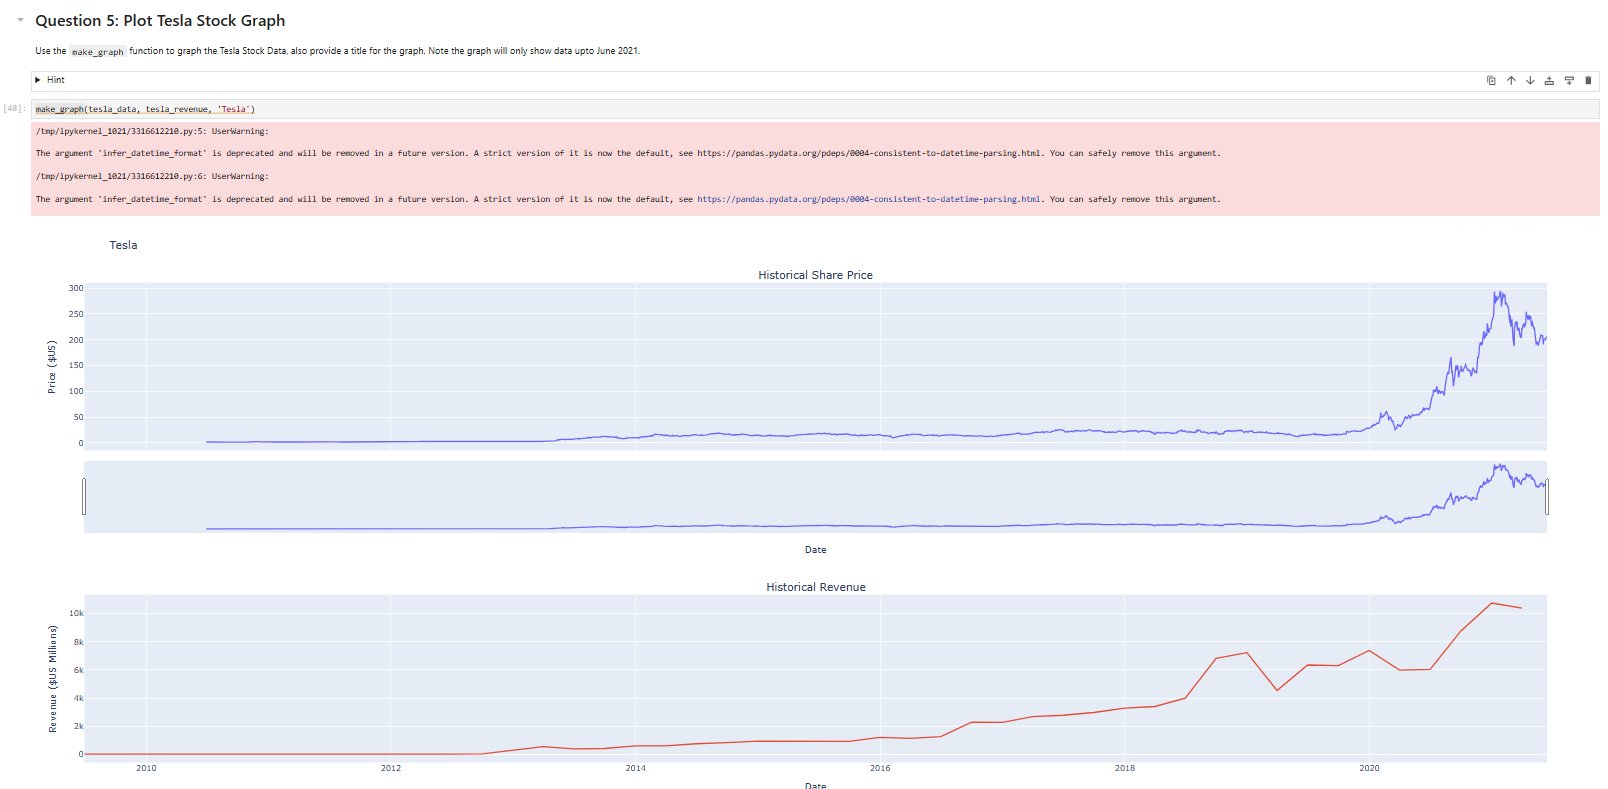 Question 5: Plot Tesla Stock Graph
Use the make_graph function to graph the Tesla Stock Data, also provide a title for the graph. Note the graph will only show data upto June 2021.
Hint
[48]:
make_graph(tesla_data, tesla_revenue, 'Tesla')
/tmp/ipykernel_1021/3316612210.py:5: UserWarning:
The argument 'infer_datetime_format' is deprecated and will be removed in a future version. A strict version of it is now the default, see https://pandas.pydata.org/pdeps/0004-consistent-to-datetime-parsing.html. You can safely remove this argument.
/tmp/ipykernel_1021/3316612210.py:6: UserWarning:
The argument 'infer_datetime_format' is deprecated and will be removed in a future version. A strict version of it is now the default, see https://pandas.pydata.org/pdeps/0004-consistent-to-datetime-parsing.html. You can safely remove this argument.
Tesla
Historical Share Price
Price ($US)
300
250
200
150
100
50
0
Date
Historical Revenue
Revenue ($US Millions)
10k
8k
6k
4k
2k
0
2010 2012 2014 2016 2018 2020
Date